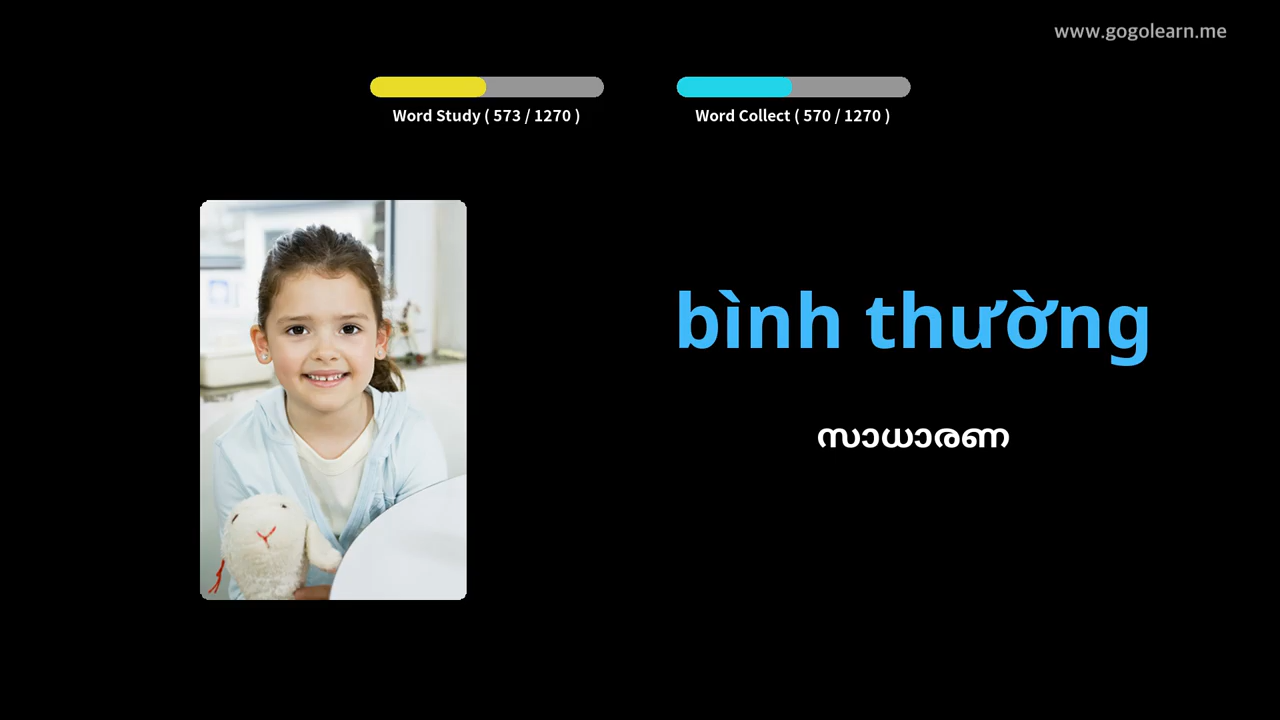 www.gogolearn.me
Word Study ( 573 / 1270 )
Word Collect ( 570 / 1270 )
bình thường
സാധാരണ